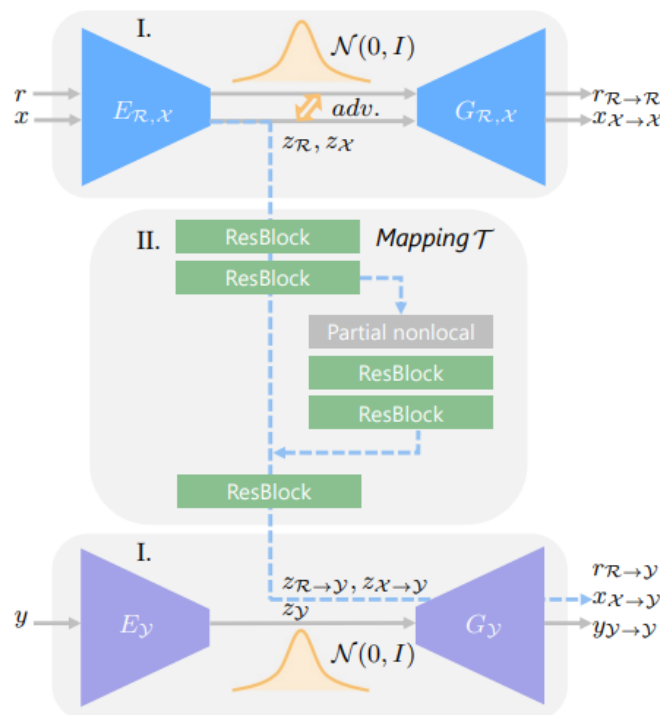 I.
𝒩(0, I)
r
x
E_{ℛ,𝒳}
adv.
G_{ℛ,𝒳}
r_{ℛ→ℛ}
x_{𝒳→𝒳}
z_ℛ, z_𝒳
II.
ResBlock
Mapping 𝒯
ResBlock
Partial nonlocal
ResBlock
ResBlock
ResBlock
I.
z_{ℛ→𝒴}, z_{𝒳→𝒴}
r_{ℛ→𝒴}
x_{𝒳→𝒴}
y
E_𝒴
z_𝒴
G_𝒴
y_{𝒴→𝒴}
𝒩(0, I)